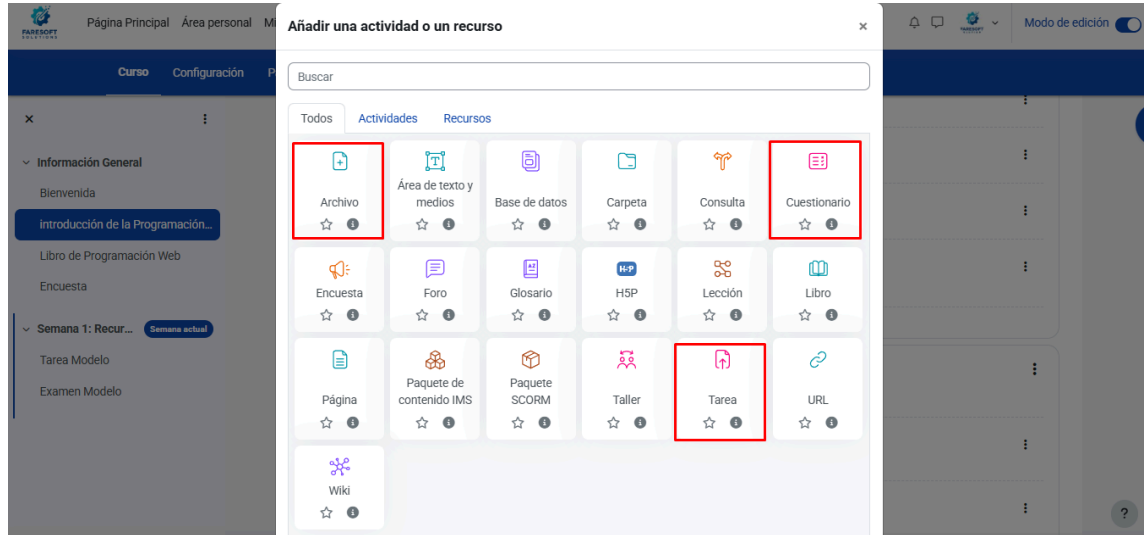 FARESOFT
SOLUTIONS
Página Principal Área personal Mi
Modo de edición
Curso Configuración P
Añadir una actividad o un recurso
×
Buscar
Todos Actividades Recursos
Archivo
Área de texto y
medios
Base de datos
Carpeta
Consulta
Cuestionario
Encuesta
Foro
Glosario
H5P
H5P
Lección
Libro
Página
Paquete de
contenido IMS
Paquete
SCORM
Taller
Tarea
URL
Wiki
Información General
Bienvenida
introducción de la Programación...
Libro de Programación Web
Encuesta
Semana 1: Recur... Semana actual
Tarea Modelo
Examen Modelo
?